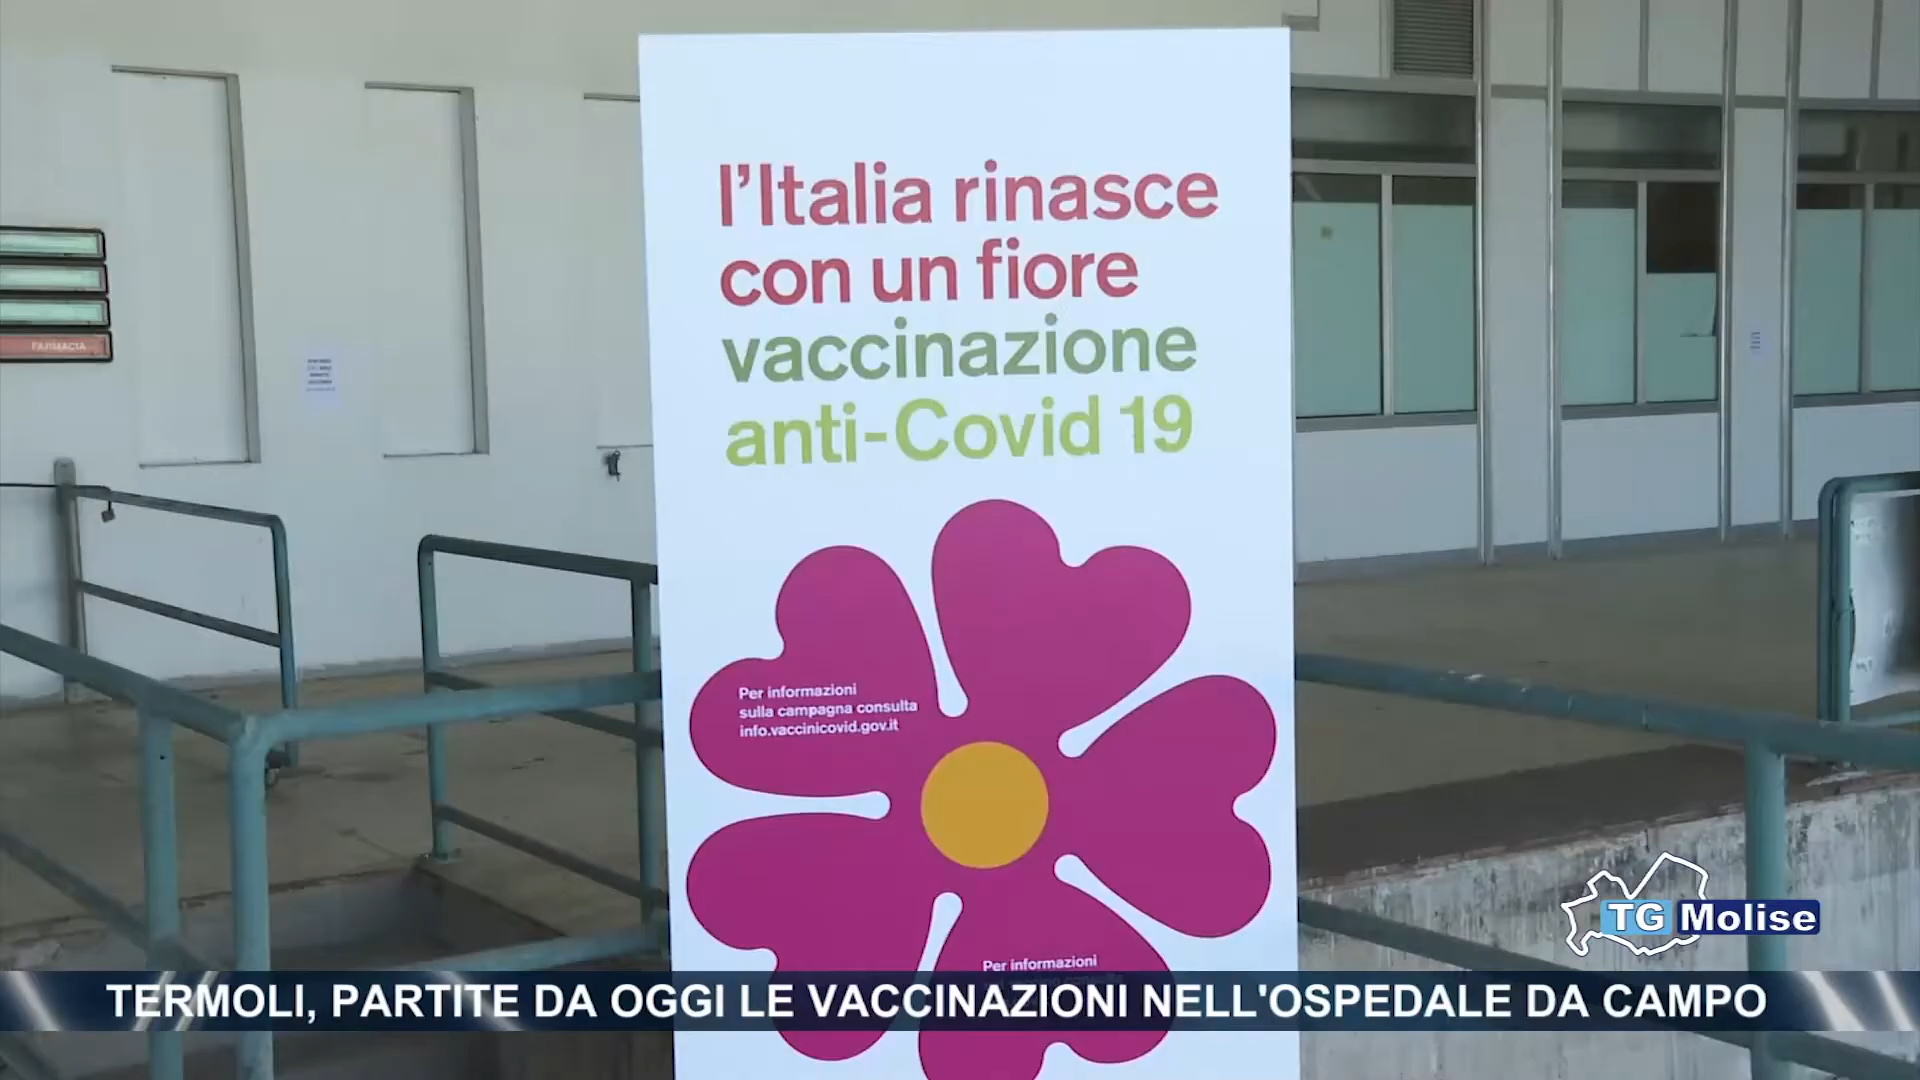 l'Italia rinasce
con un fiore
vaccinazione
anti-Covid 19
FARMACIA
Per informazioni
sulla campagna consulta
info.vaccinicovid.gov.it
Per informazioni
TG Molise
TERMOLI, PARTITE DA OGGI LE VACCINAZIONI NELL'OSPEDALE DA CAMPO